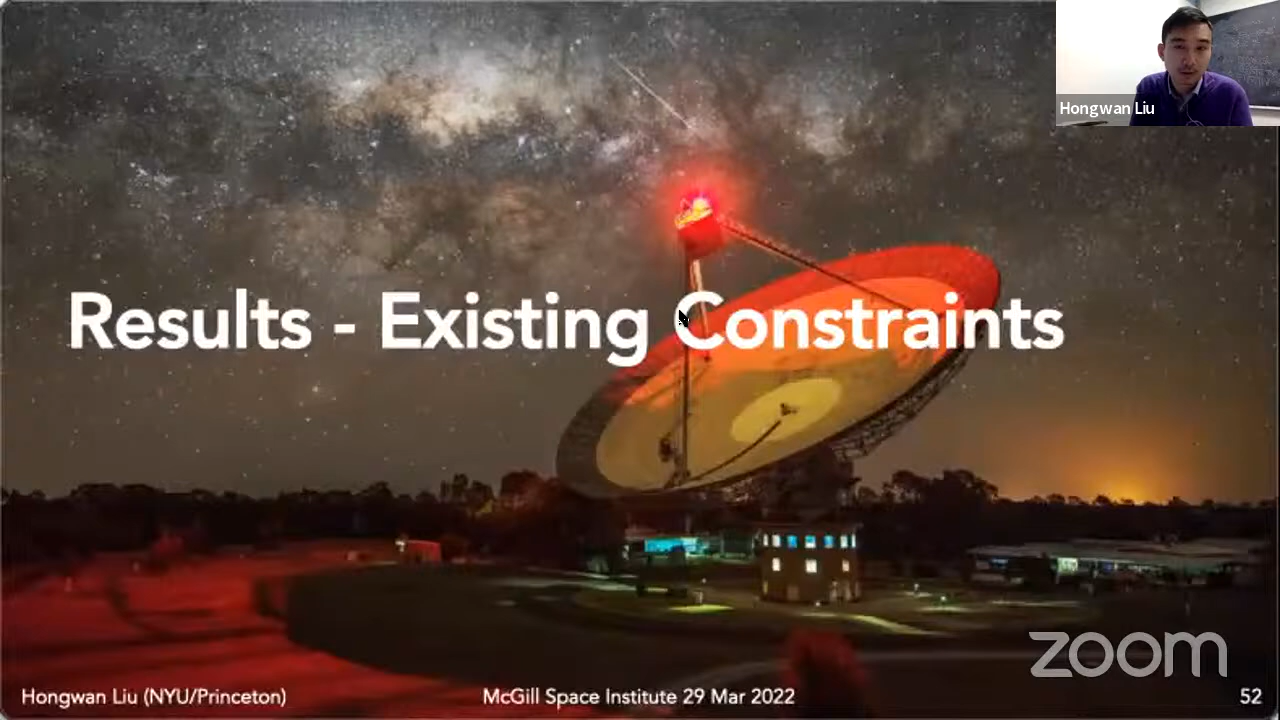 Hongwan Liu
Results - Existing Constraints
zoom
Hongwan Liu (NYU/Princeton)
McGill Space Institute 29 Mar 2022
52